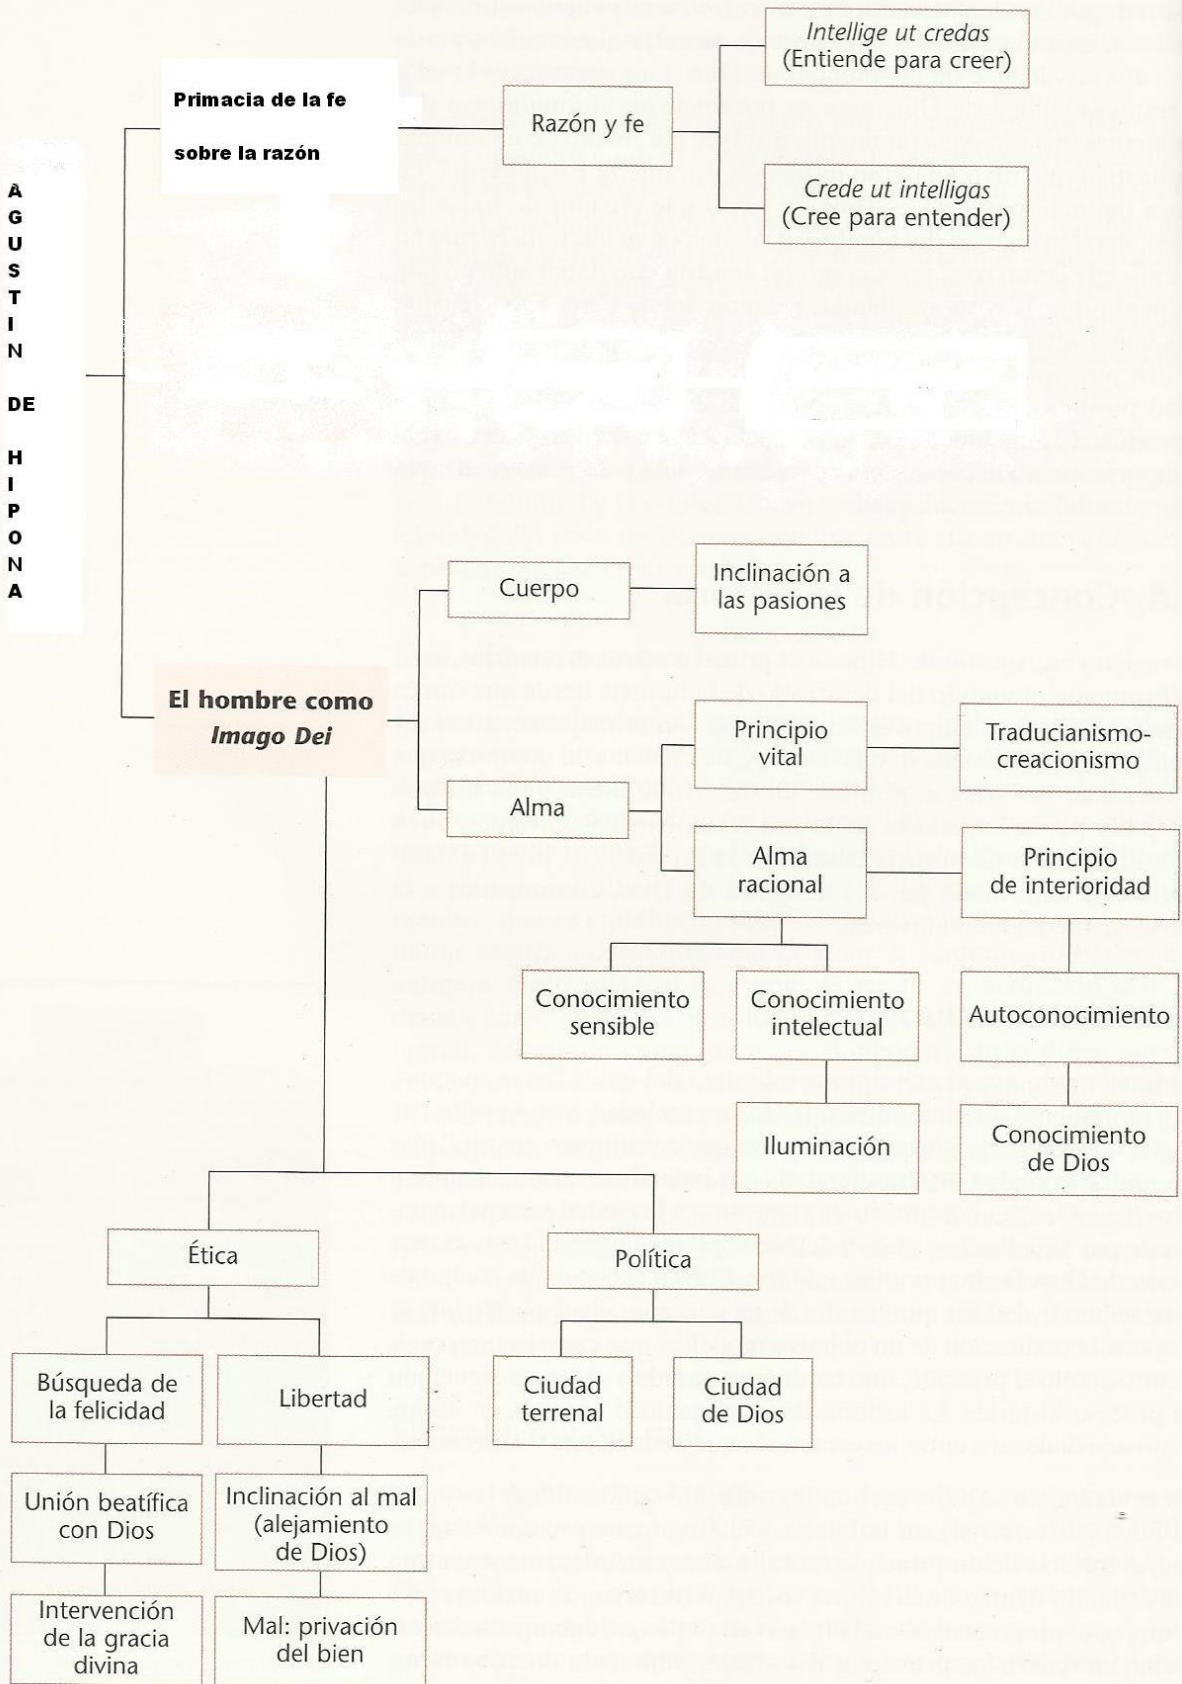 AGUSTIN DE HIPONA
Primacia de la fe
sobre la razón
Razón y fe
Intellige ut credas
(Entiende para creer)
Crede ut intelligas
(Cree para entender)
El hombre como
Imago Dei
Cuerpo
Inclinación a
las pasiones
Alma
Principio
vital
Traducianismo-
creacionismo
Alma
racional
Principio
de interioridad
Conocimiento
sensible
Conocimiento
intelectual
Autoconocimiento
Iluminación
Conocimiento
de Dios
Ética
Política
Búsqueda de
la felicidad
Libertad
Ciudad
terrenal
Ciudad
de Dios
Unión beatífica
con Dios
Inclinación al mal
(alejamiento
de Dios)
Intervención
de la gracia
divina
Mal: privación
del bien